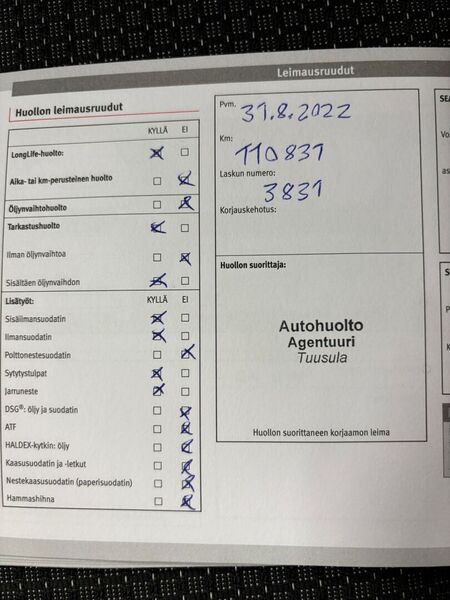 Leimausruudut
Huollon leimausruudut
KYLLÄ EI
LongLife-huolto: ☒ ☐
Aika- tai km-perusteinen huolto ☐ ☒
Öljynvaihtohuolto ☐ ☒
Tarkastushuolto ☒ ☐
Ilman öljynvaihtoa ☐ ☒
Sisältäen öljynvaihdon ☒ ☐
Lisätyöt: KYLLÄ EI
Sisäilmansuodatin ☒ ☐
Ilmansuodatin ☒ ☐
Polttonestesuodatin ☐ ☒
Sytytystulpat ☒ ☐
Jarruneste ☒ ☐
DSG®: öljy ja suodatin ☐ ☒
ATF ☐ ☒
HALDEX-kytkin: öljy ☐ ☒
Kaasusuodatin ja -letkut ☐ ☒
Nestekaasusuodatin (paperisuodatin) ☐ ☒
Hammashihna ☐ ☒
Pvm. 31.8.2022
Km: 110831
Laskun numero: 3831
Korjauskehotus:
Huollon suorittaja:
Autohuolto
Agentuuri
Tuusula
Huollon suorittaneen korjaamon leima